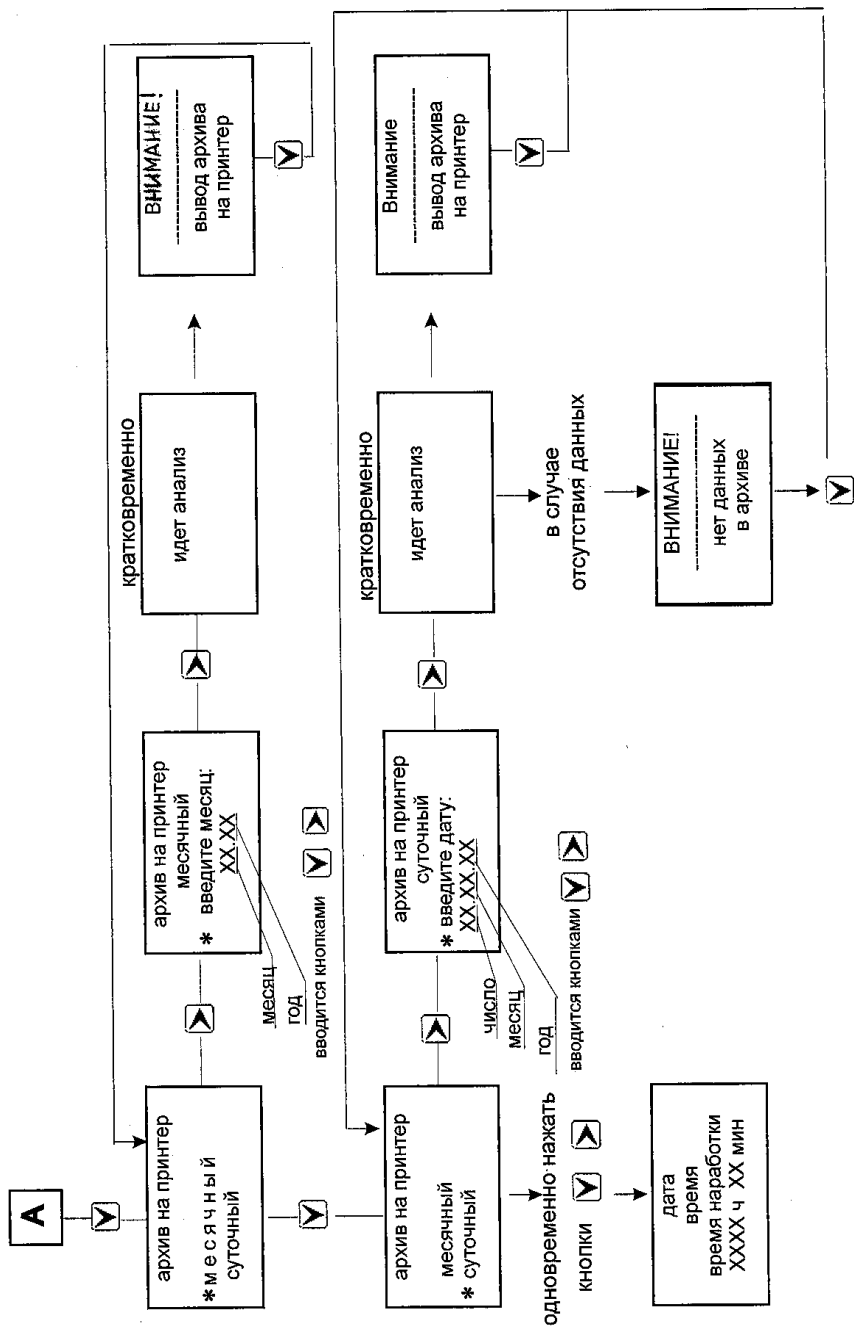 А
архив на принтер
*месячный
суточный
архив на принтер
месячный
* введите месяц:
XX.XX
месяц
год
вводится кнопками
кратковременно
идет анализ
ВНИМАНИЕ!
вывод архива
на принтер
архив на принтер
месячный
* суточный
архив на принтер
суточный
* введите дату:
XX.XX.XX
число
месяц
год
вводится кнопками
кратковременно
идет анализ
Внимание
вывод архива
на принтер
в случае
отсутствия данных
ВНИМАНИЕ!
нет данных
в архиве
одновременно нажать
кнопки
дата
время
время наработки
XXXX ч XX мин